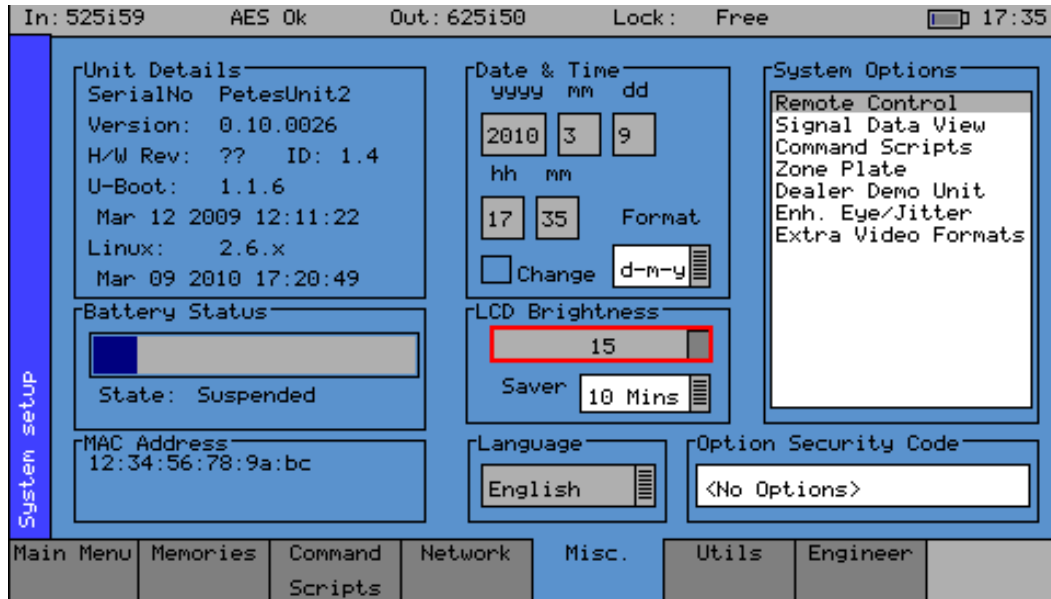 In:525i59 AES Ok Out:625i50 Lock: Free 17:35
System setup
Unit Details
SerialNo PetesUnit2
Version: 0.10.0026
H/W Rev: ?? ID: 1.4
U-Boot: 1.1.6
Mar 12 2009 12:11:22
Linux: 2.6.x
Mar 09 2010 17:20:49
Battery Status
State: Suspended
MAC Address
12:34:56:78:9a:bc
Date & Time
yyyy mm dd
2010 3 9
hh mm
17 35 Format
Change d-m-y
LCD Brightness
15
Saver 10 Mins
Language
English
System Options
Remote Control
Signal Data View
Command Scripts
Zone Plate
Dealer Demo Unit
Enh. Eye/Jitter
Extra Video Formats
Option Security Code
<No Options>
Main Menu Memories Command Network Misc. Utils Engineer
Scripts